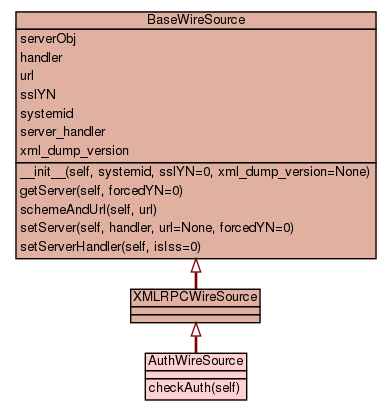 BaseWireSource
serverObj
handler
url
sslYN
systemid
server_handler
xml_dump_version
__init__(self, systemid, sslYN=0, xml_dump_version=None)
getServer(self, forcedYN=0)
schemeAndUrl(self, url)
setServer(self, handler, url=None, forcedYN=0)
setServerHandler(self, isIss=0)
XMLRPCWireSource
AuthWireSource
checkAuth(self)